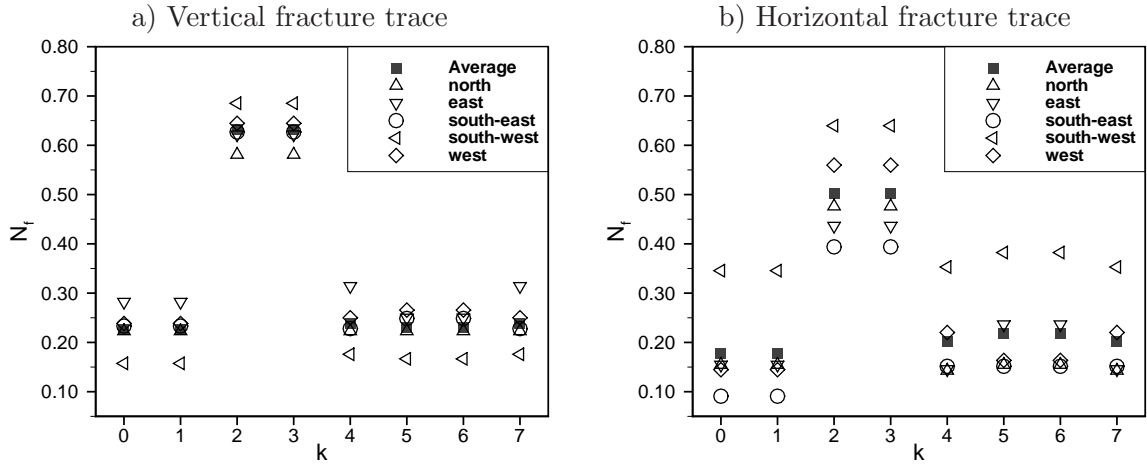 a) Vertical fracture trace
0.80
0.70
0.60
0.50
0.40
0.30
0.20
0.10
N_f
0 1 2 3 4 5 6 7
k
Average
north
east
south-east
south-west
west
b) Horizontal fracture trace
0.80
0.70
0.60
0.50
0.40
0.30
0.20
0.10
N_f
0 1 2 3 4 5 6 7
k
Average
north
east
south-east
south-west
west